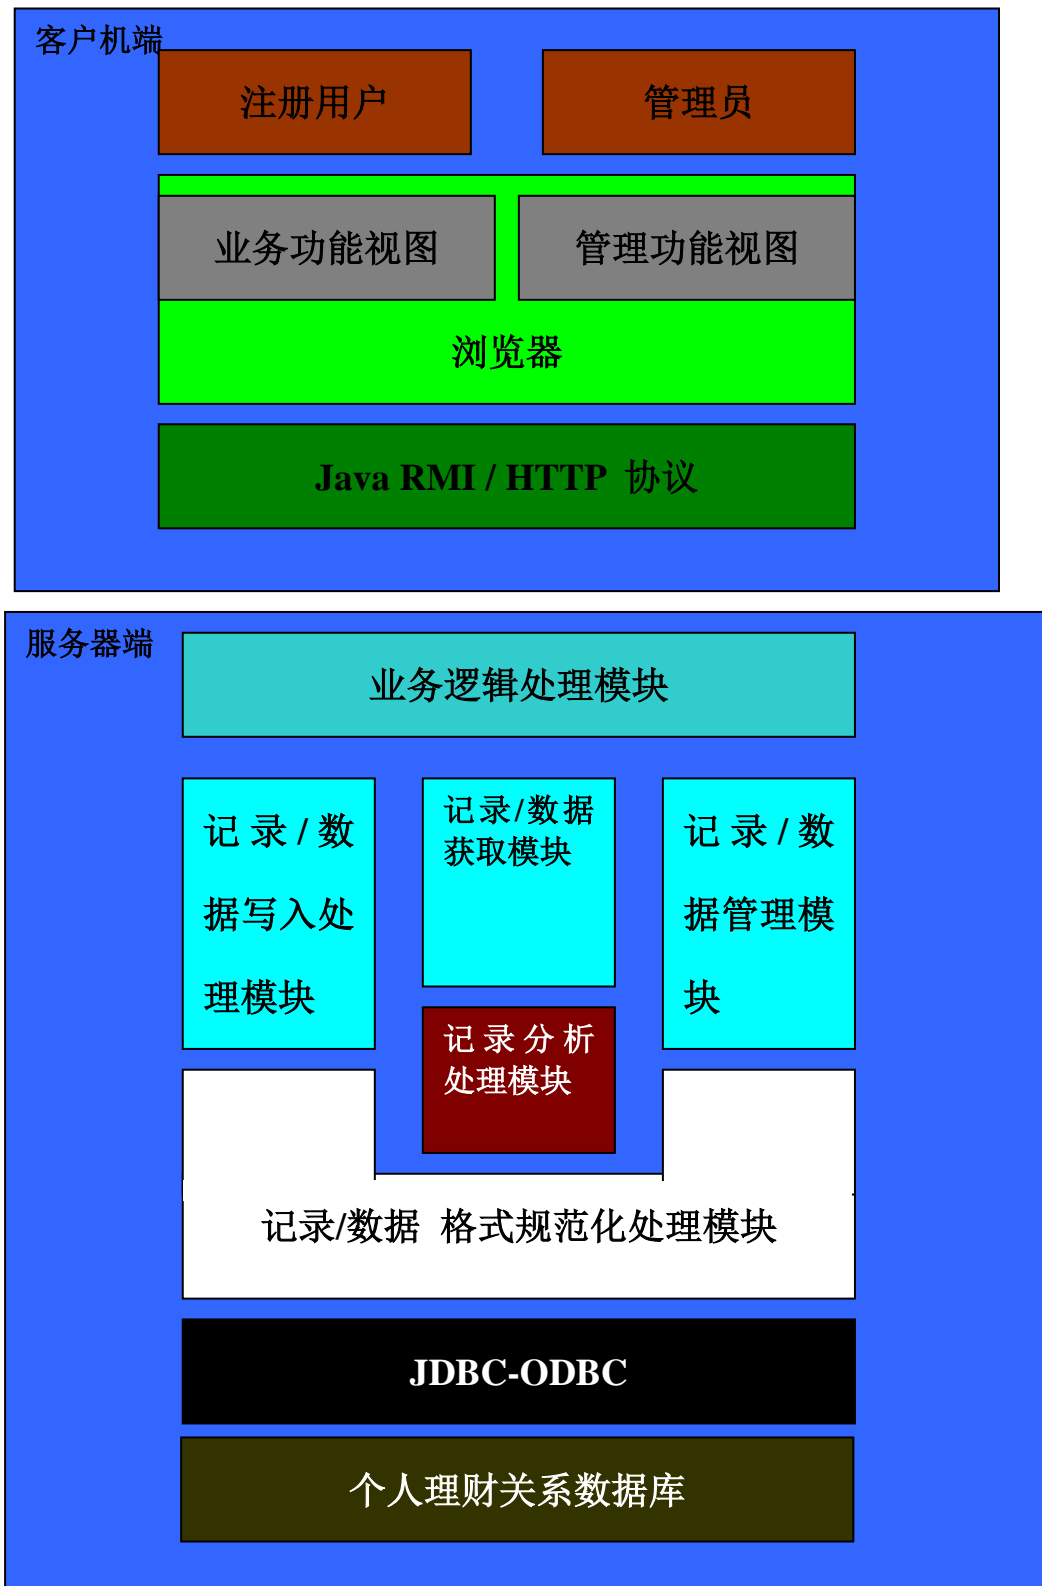 客户机端
注册用户
管理员
业务功能视图
管理功能视图
浏览器
Java RMI / HTTP 协议
服务器端
业务逻辑处理模块
记录/数
据写入处
理模块
记录/数据
获取模块
记录/数
据管理模
块
记录分析
处理模块
记录/数据 格式规范化处理模块
JDBC-ODBC
个人理财关系数据库